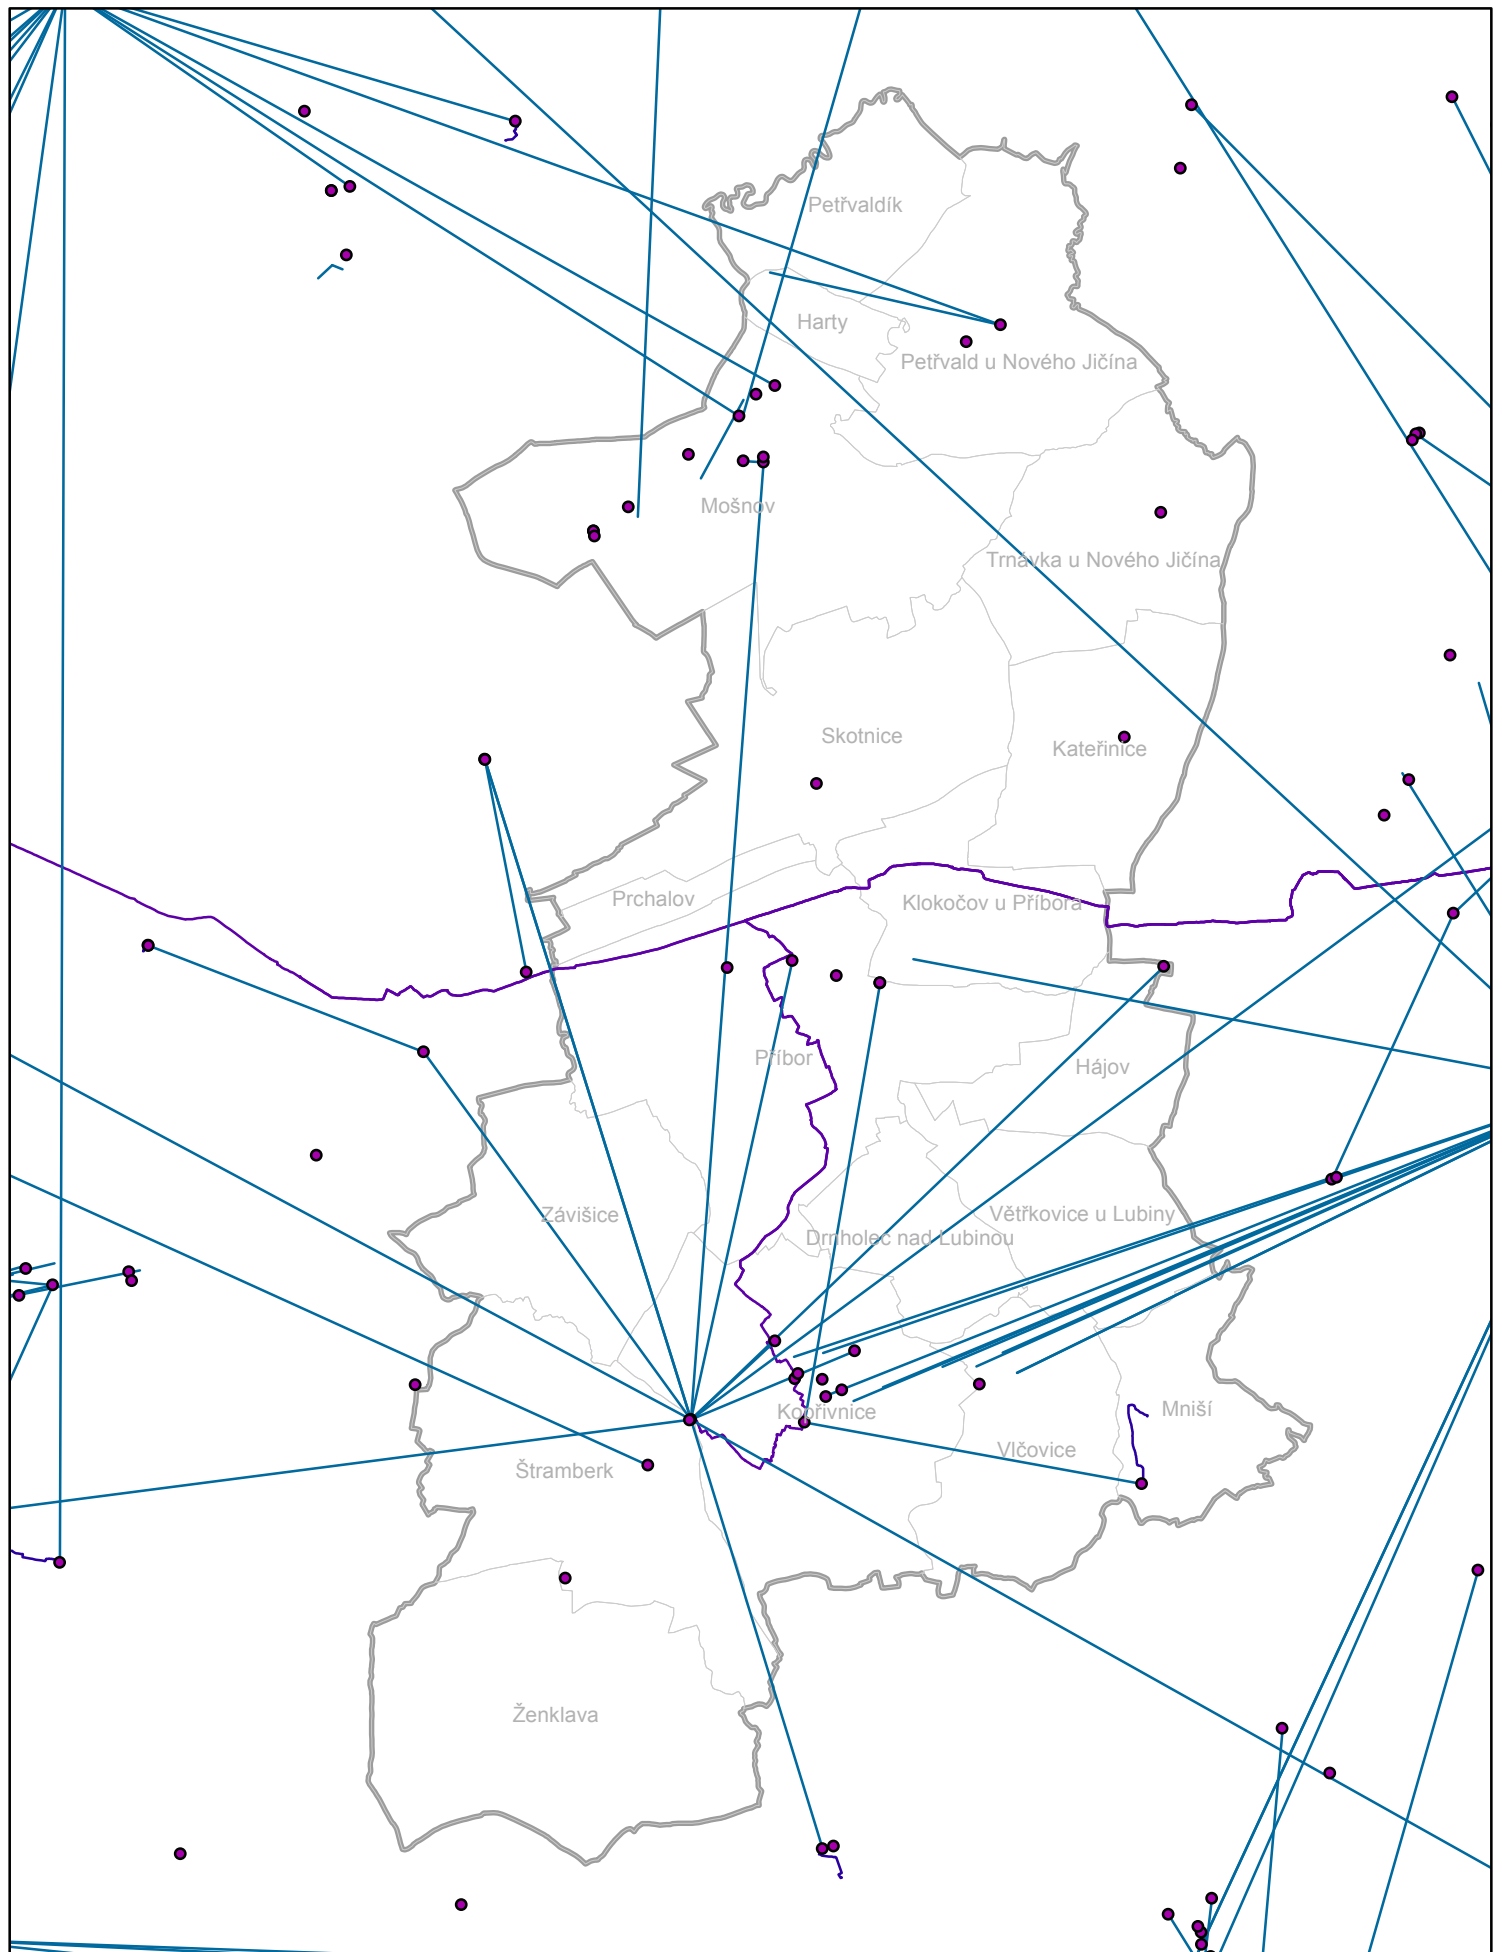 Petřvaldík
Harty
Petřvald u Nového Jičína
Mošnov
Trnávka u Nového Jičína
Skotnice
Kateřinice
Prchalov
Klokočov u Příbora
Příbor
Hájov
Závišice
Větřkovice u Lubiny
Drnholec nad Lubinou
Kopřivnice
Mniší
Vlčovice
Štramberk
Ženklava